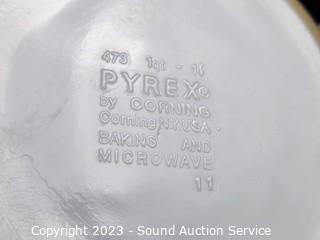 473 1qt - 1ℓ
PYREX®
by CORNING
Corning NY USA
BAKING AND
MICROWAVE
11
Copyright 2023 - Sound Auction Service